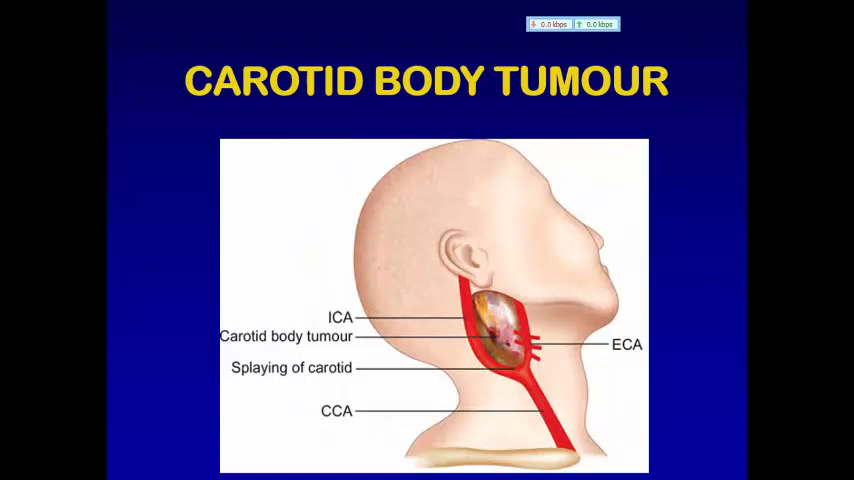 0.0 kbps 0.0 kbps
CAROTID BODY TUMOUR
ICA
Carotid body tumour
ECA
Splaying of carotid
CCA